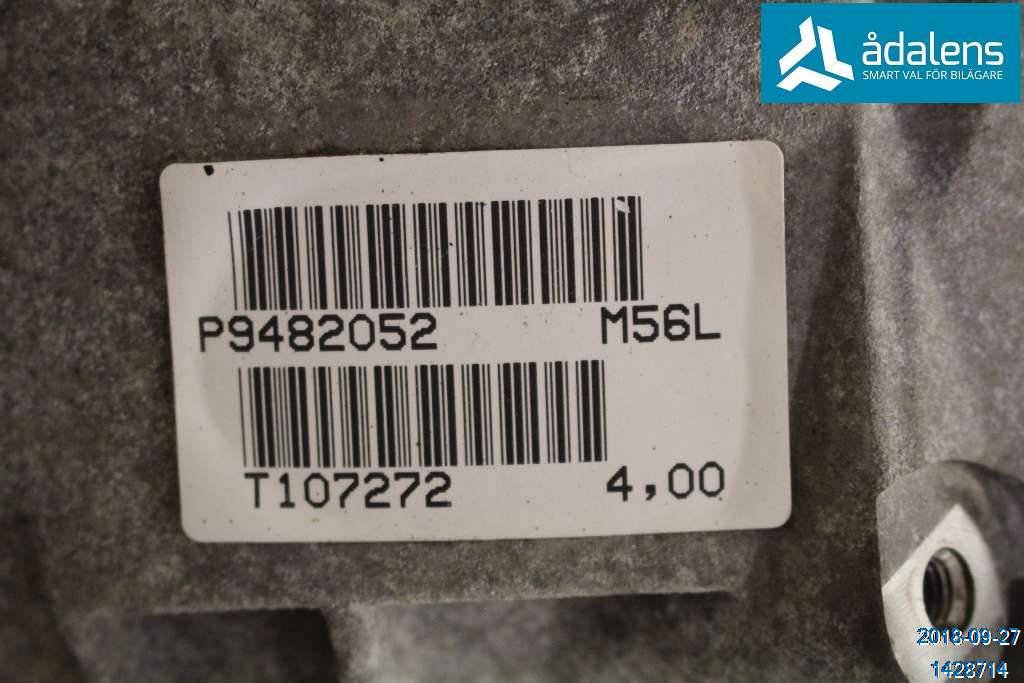 ådalens
SMART VAL FÖR BILÄGARE
P9482052 M56L
T107272 4,00
2018-09-27
1428714